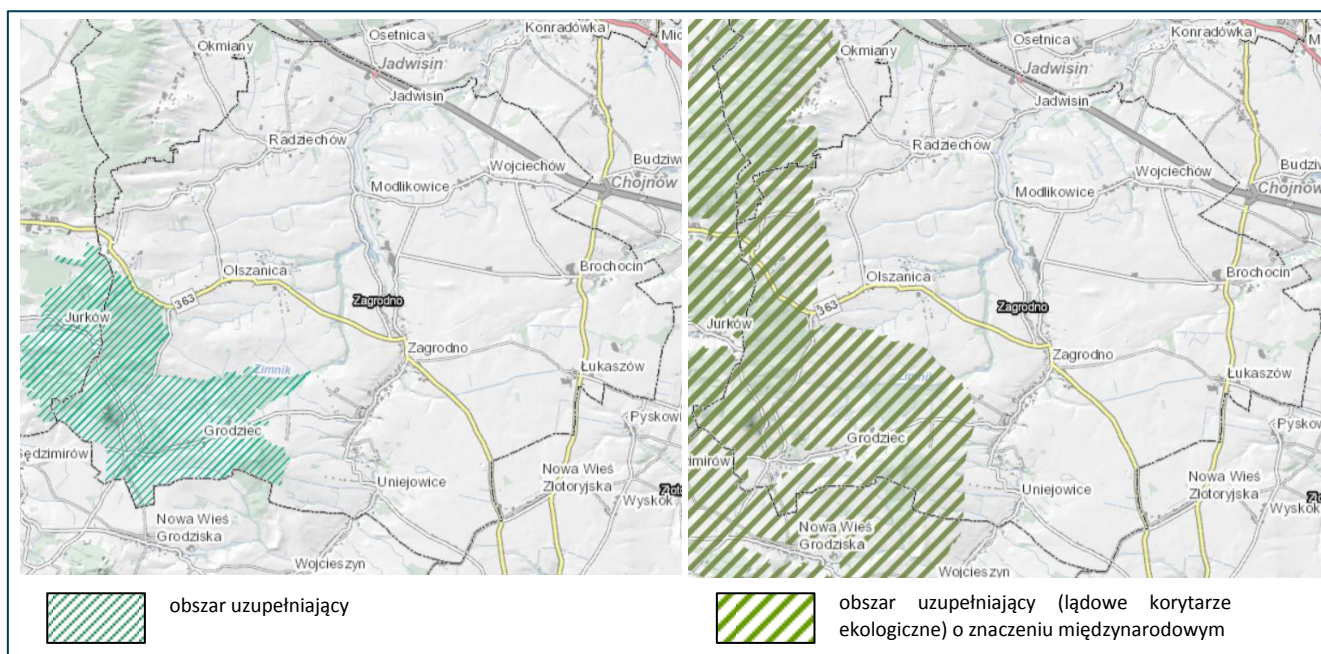 Konradówka
Osetnica
Okmiany
Jadwisin
Jadwisin
Radziechów
Wojciechów
Budziw
Modlikowice
Chojnów
Olszanica
Brochocin
363
Zagrodno
Jurków
Zagrodno
Zimnik
Łukaszów
Grodziec
Pyskowi
Sędzimirów
Uniejowice
Nowa Wieś
Złotoryjska
Wyskok
Nowa Wieś
Grodziska
Wojcieszyn
obszar uzupełniający
Konradówka
Osetnica
Okmiany
Jadwisin
Jadwisin
Radziechów
Wojciechów
Budziw
Modlikowice
Chojnów
Olszanica
Brochocin
363
Zagrodno
Jurków
Zagrodno
Zimnik
Łukaszów
Grodziec
Pysko
zimirów
Uniejowice
Nowa Wieś
Złotoryjska
Wyskok
Nowa Wieś
Grodziska
Wojcieszyn
obszar uzupełniający (lądowe korytarze
ekologiczne) o znaczeniu międzynarodowym